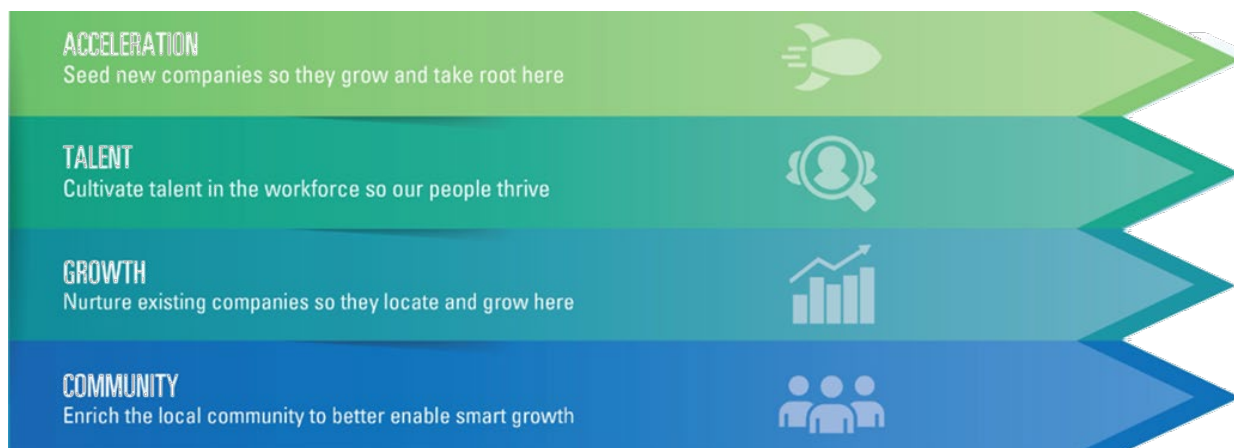 ACCELERATION
Seed new companies so they grow and take root here
TALENT
Cultivate talent in the workforce so our people thrive
GROWTH
Nurture existing companies so they locate and grow here
COMMUNITY
Enrich the local community to better enable smart growth